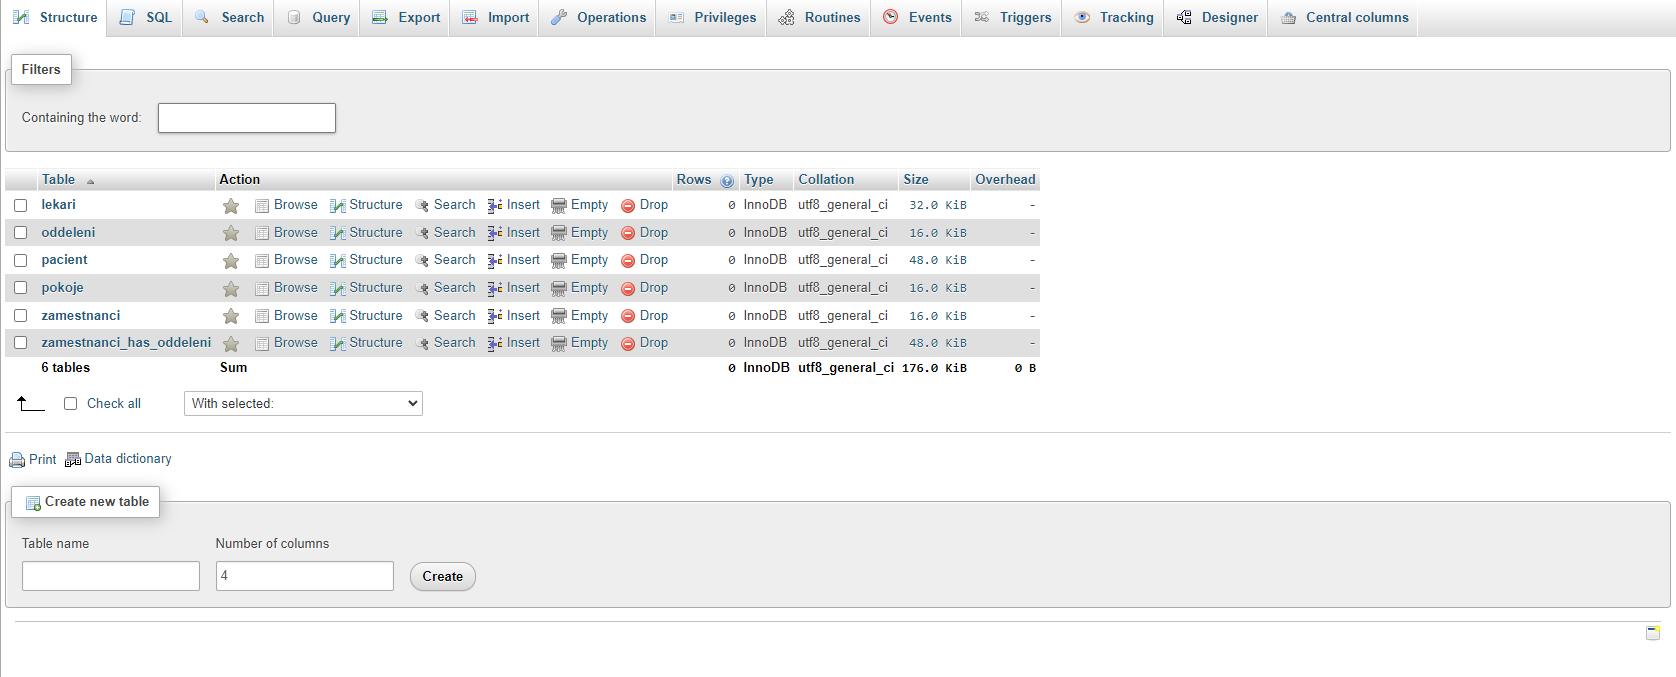 Structure SQL Search Query Export Import Operations Privileges Routines Events Triggers Tracking Designer Central columns
Filters
Containing the word:
Table Action Rows Type Collation Size Overhead
lekari Browse Structure Search Insert Empty Drop 0 InnoDB utf8_general_ci 32.0 KiB -
oddeleni Browse Structure Search Insert Empty Drop 0 InnoDB utf8_general_ci 16.0 KiB -
pacient Browse Structure Search Insert Empty Drop 0 InnoDB utf8_general_ci 48.0 KiB -
pokoje Browse Structure Search Insert Empty Drop 0 InnoDB utf8_general_ci 16.0 KiB -
zamestnanci Browse Structure Search Insert Empty Drop 0 InnoDB utf8_general_ci 16.0 KiB -
zamestnanci_has_oddeleni Browse Structure Search Insert Empty Drop 0 InnoDB utf8_general_ci 48.0 KiB -
6 tables Sum 0 InnoDB utf8_general_ci 176.0 KiB 0 B
Check all With selected:
Print Data dictionary
Create new table
Table name Number of columns
4 Create